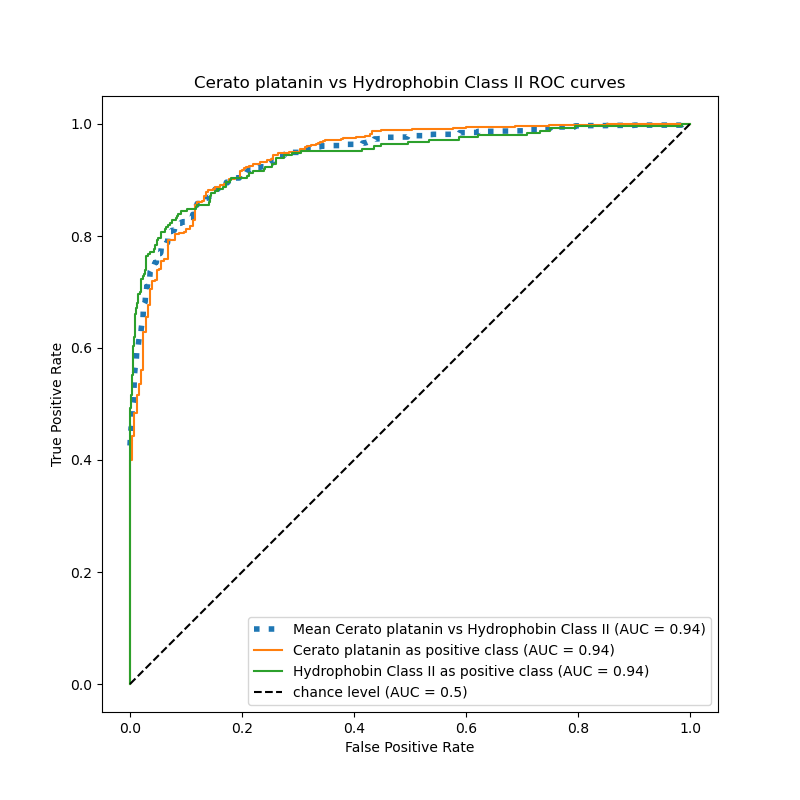 Cerato platanin vs Hydrophobin Class II ROC curves
True Positive Rate
1.0
0.8
0.6
0.4
0.2
0.0
Mean Cerato platanin vs Hydrophobin Class II (AUC = 0.94)
Cerato platanin as positive class (AUC = 0.94)
Hydrophobin Class II as positive class (AUC = 0.94)
chance level (AUC = 0.5)
0.0 0.2 0.4 0.6 0.8 1.0
False Positive Rate